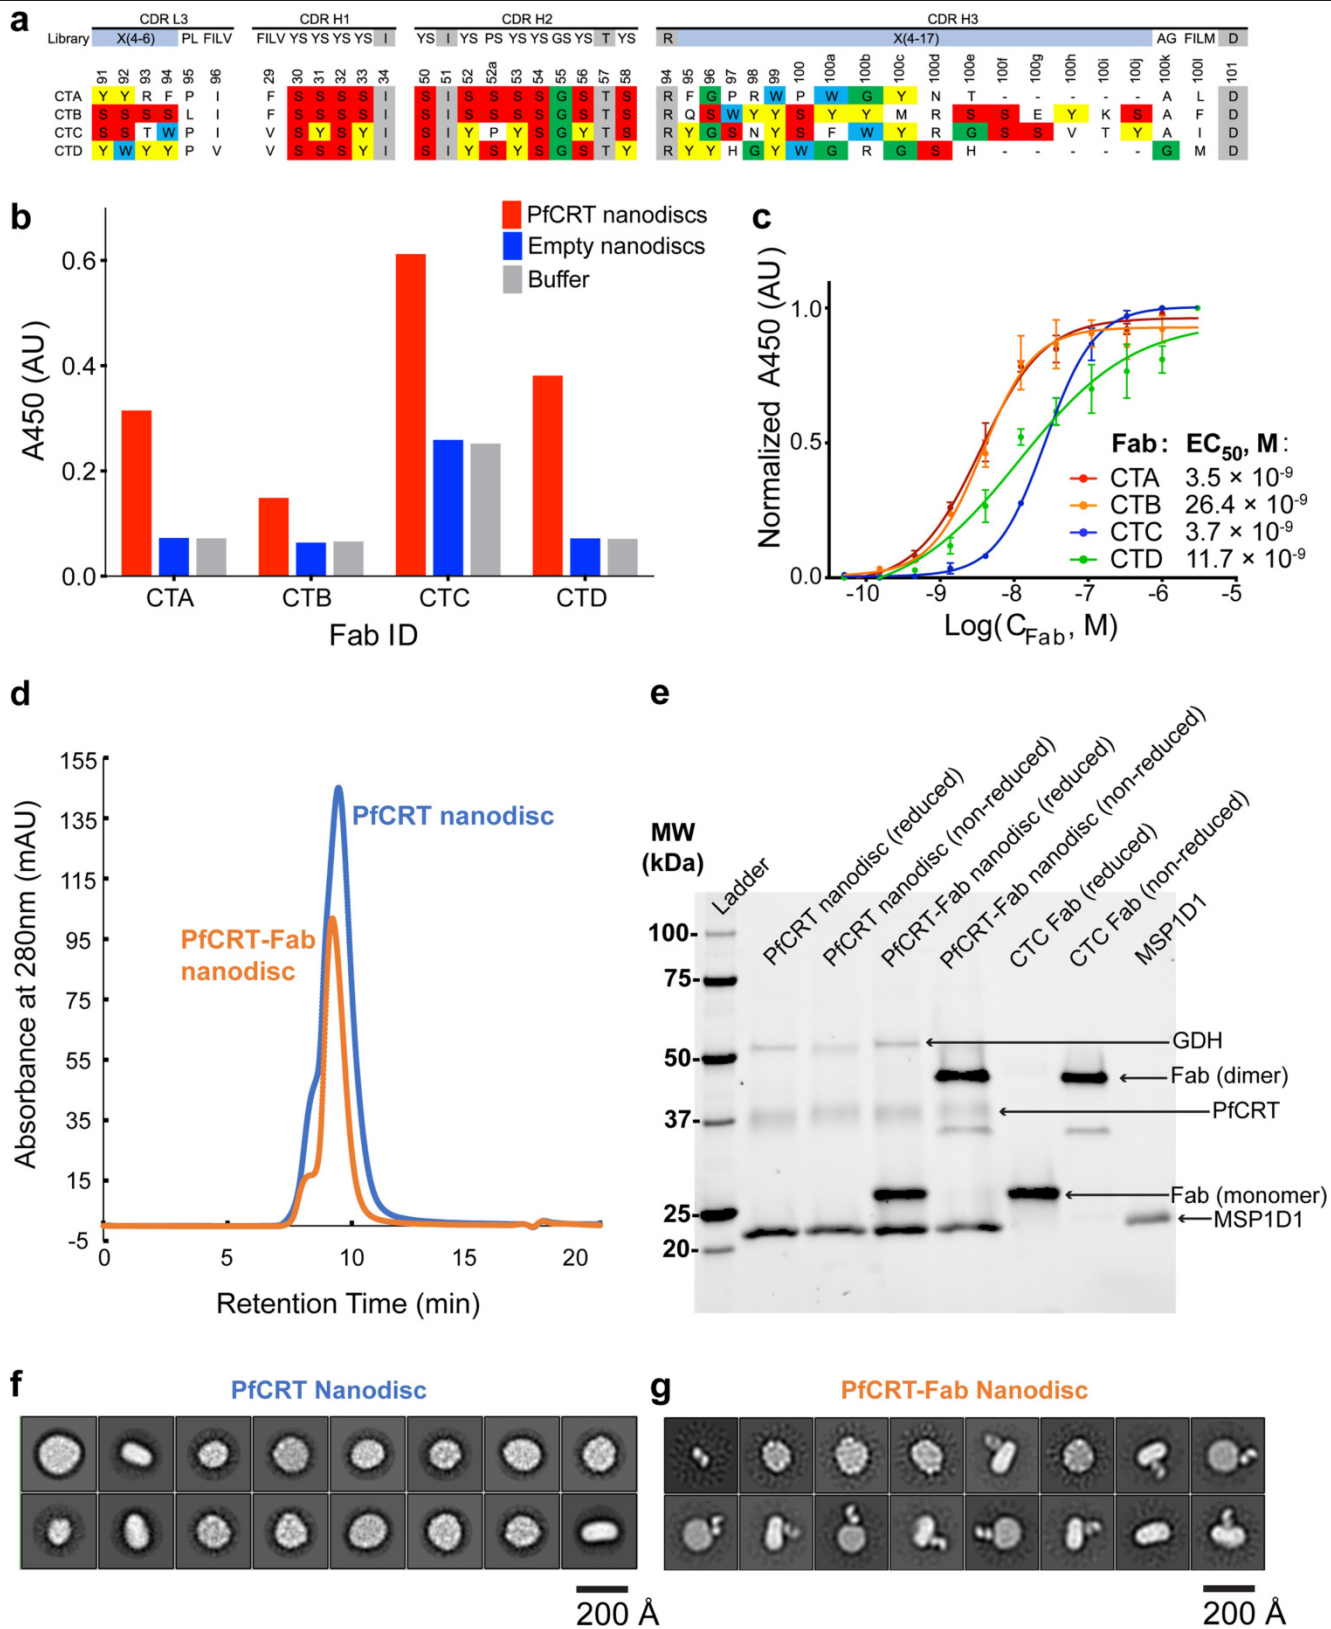 a
CDR L3 CDR H1 CDR H2 CDR H3
Library X(4-6) PL FILV FILV YS YS YS YS I YS I YS PS YS YS GS YS T YS R X(4-17) AG FILM D
91 92 93 94 95 96 29 30 31 32 33 34 50 51 52 52a 53 54 55 56 57 58 94 95 96 97 98 99 100 100a 100b 100c 100d 100e 100f 100g 100h 100i 100j 100k 100l 101
CTA Y Y R F P I F S S S S I S I S S S S G S T S R F G P R W P W G Y N T - - - - - A L D
CTB S S S S L I F S S S S I S I S S S S G S T S R Q S W Y Y S Y Y M R S S E Y K S A F D
CTC S S T W P I V S Y S Y I S I Y P Y S G Y T S R Y G S N Y S F W Y R G S S V T Y A I D
CTD Y W Y Y P V V S S S Y I S I Y S Y S G S T Y R Y Y H G Y W G R G S H - - - - - G M D
b
PfCRT nanodiscs
Empty nanodiscs
Buffer
A450 (AU)
0.6
0.4
0.2
0.0
CTA CTB CTC CTD
Fab ID
c
Normalized A450 (AU)
1.0
0.5
0.0
Fab: EC50, M:
CTA 3.5 × 10-9
CTB 26.4 × 10-9
CTC 3.7 × 10-9
CTD 11.7 × 10-9
-10 -9 -8 -7 -6 -5
Log(CFab, M)
d
Absorbance at 280nm (mAU)
155
135
115
95
75
55
35
15
-5
PfCRT nanodisc
PfCRT-Fab
nanodisc
0 5 10 15 20
Retention Time (min)
e
MW
(kDa)
Ladder
PfCRT nanodisc (reduced)
PfCRT nanodisc (non-reduced)
PfCRT-Fab nanodisc (reduced)
PfCRT-Fab nanodisc (non-reduced)
CTC Fab (reduced)
CTC Fab (non-reduced)
MSP1D1
100-
75-
50-
37-
25-
20-
GDH
Fab (dimer)
PfCRT
Fab (monomer)
MSP1D1
f
PfCRT Nanodisc
200 Å
g
PfCRT-Fab Nanodisc
200 Å